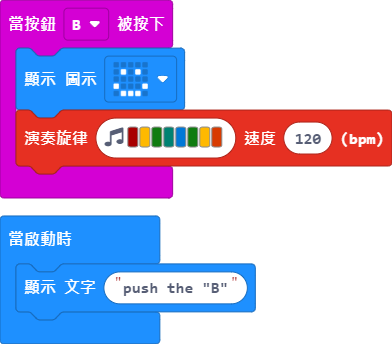 當按鈕 B 被按下
顯示 圖示
演奏旋律 速度 120 (bpm)
當啟動時
顯示 文字 "push the "B""